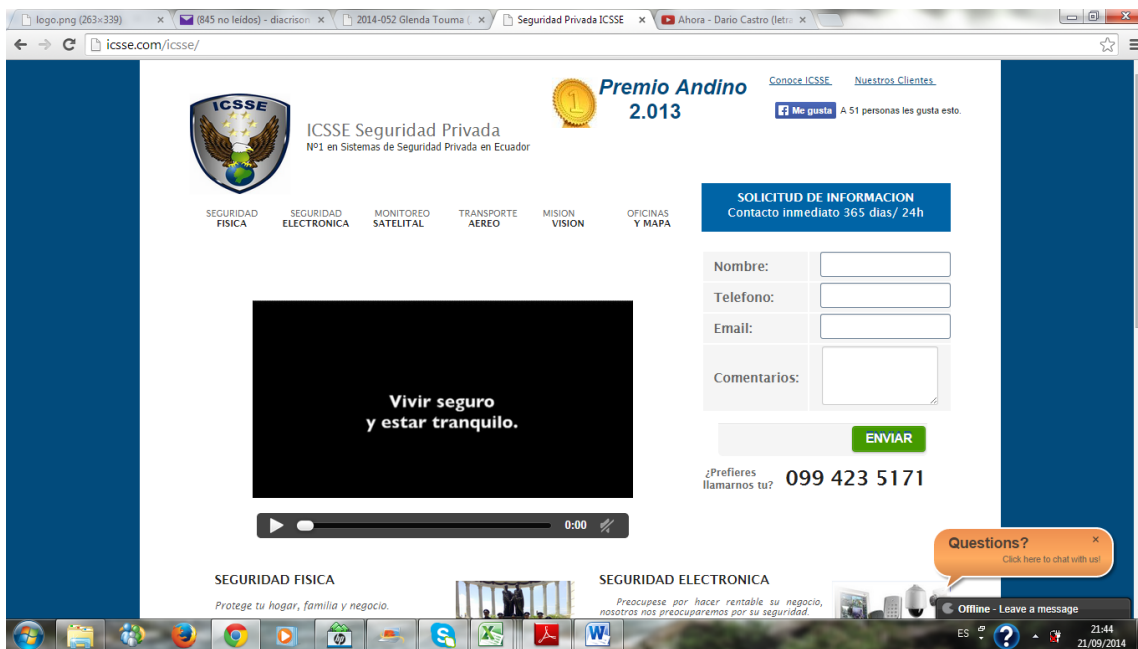 logo.png (263×339)
(845 no leídos) - diacrison
2014-052 Glenda Touma (
Seguridad Privada ICSSE
Ahora - Dario Castro (letra
icsse.com/icsse/
ICSSE
ICSSE Seguridad Privada
Nº1 en Sistemas de Seguridad Privada en Ecuador
1
Premio Andino
2.013
Conoce ICSSE
Nuestros Clientes
Me gusta
A 51 personas les gusta esto.
SEGURIDAD
FISICA
SEGURIDAD
ELECTRONICA
MONITOREO
SATELITAL
TRANSPORTE
AEREO
MISION
VISION
OFICINAS
Y MAPA
SOLICITUD DE INFORMACION
Contacto inmediato 365 dias/ 24h
Nombre:
Telefono:
Email:
Comentarios:
ENVIAR
¿Prefieres
llamarnos tu?
099 423 5171
Vivir seguro
y estar tranquilo.
0:00
Questions?
Click here to chat with us!
SEGURIDAD FISICA
Protege tu hogar, familia y negocio.
SEGURIDAD ELECTRONICA
Preocupese por hacer rentable su negocio,
nosotros nos preocuparemos por su seguridad.
Offline - Leave a message
ES
21:44
21/09/2014